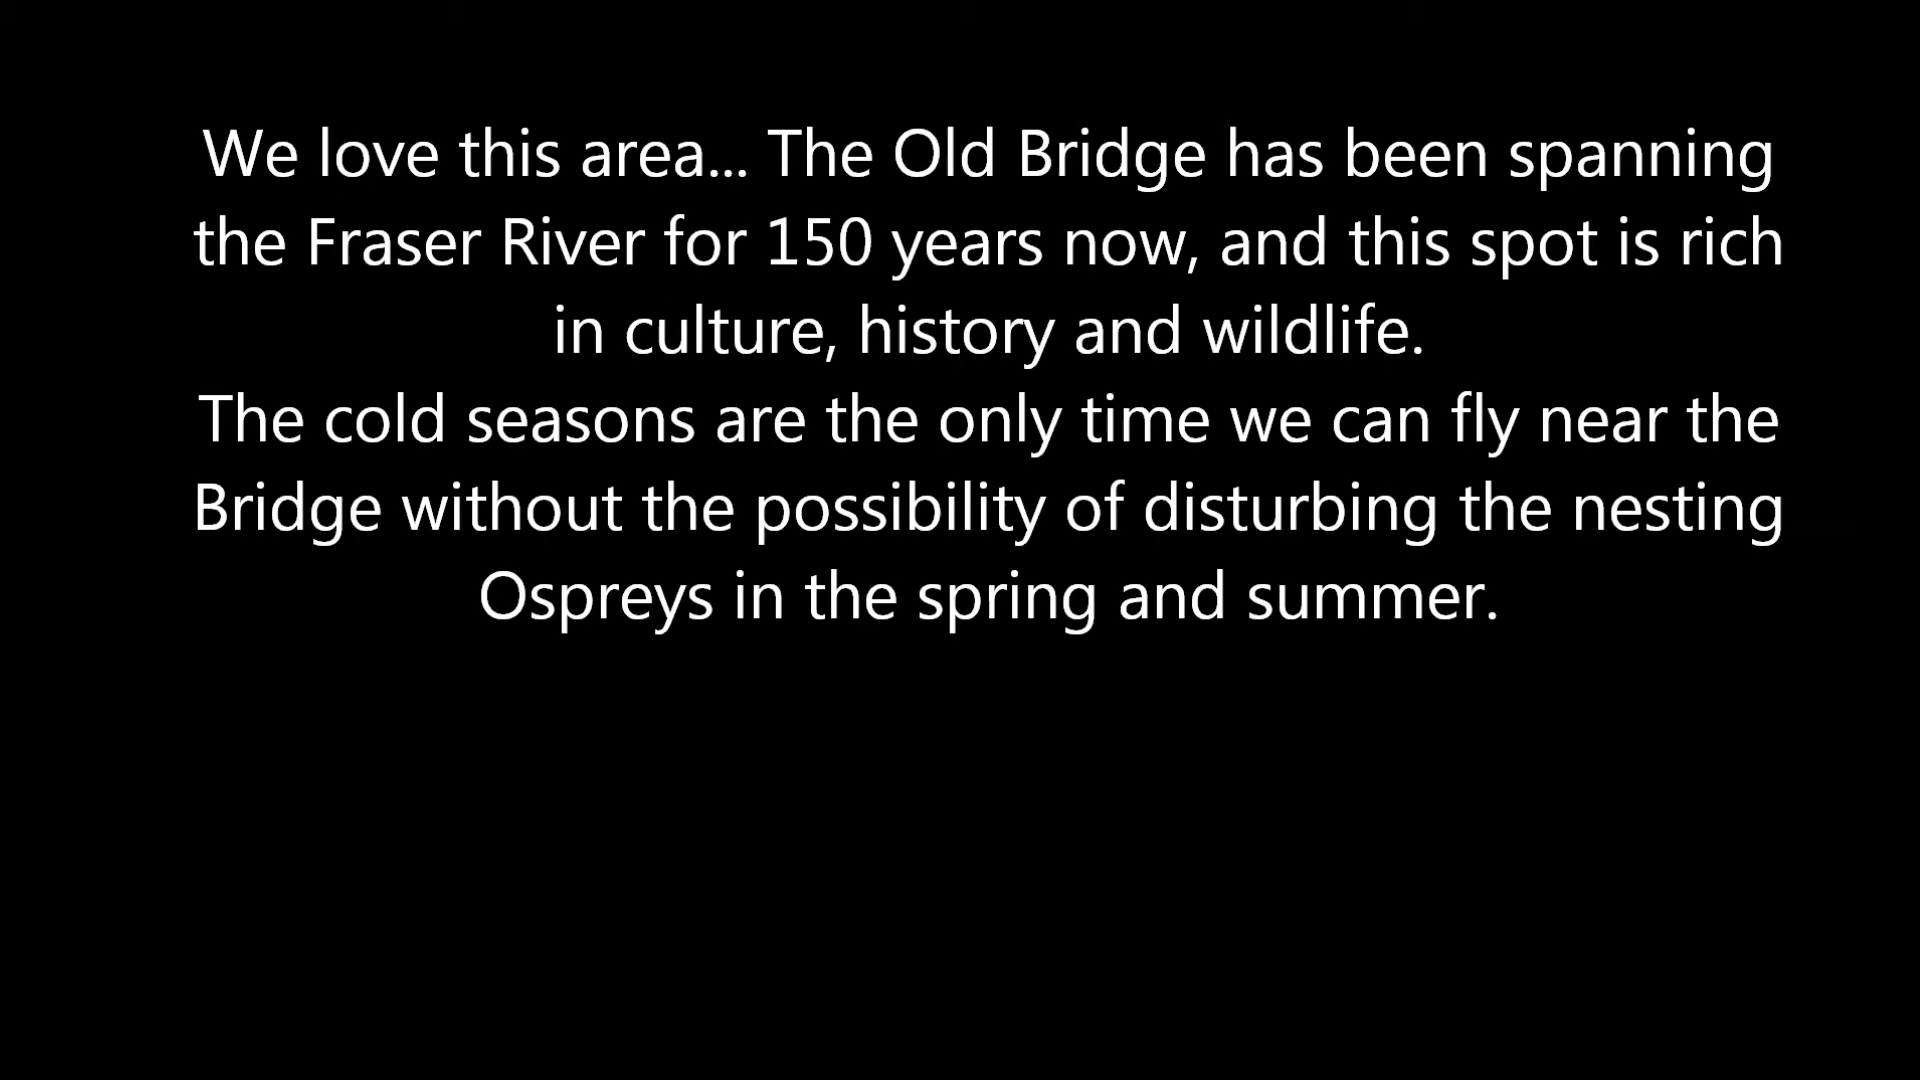 We love this area... The Old Bridge has been spanning
the Fraser River for 150 years now, and this spot is rich
in culture, history and wildlife.
The cold seasons are the only time we can fly near the
Bridge without the possibility of disturbing the nesting
Ospreys in the spring and summer.